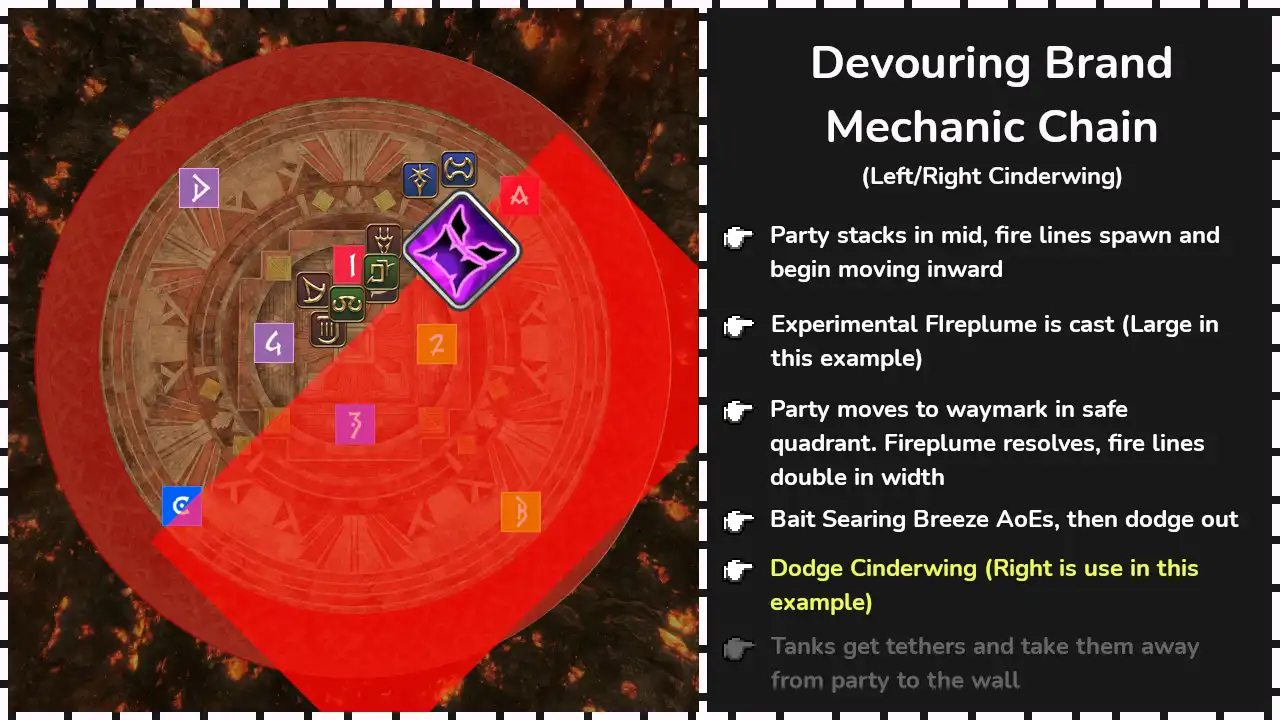 Devouring Brand
Mechanic Chain
(Left/Right Cinderwing)
Party stacks in mid, fire lines spawn and
begin moving inward
Experimental FIreplume is cast (Large in
this example)
Party moves to waymark in safe
quadrant. Fireplume resolves, fire lines
double in width
Bait Searing Breeze AoEs, then dodge out
Dodge Cinderwing (Right is use in this
example)
Tanks get tethers and take them away
from party to the wall
D
A
1
4
2
3
C
B